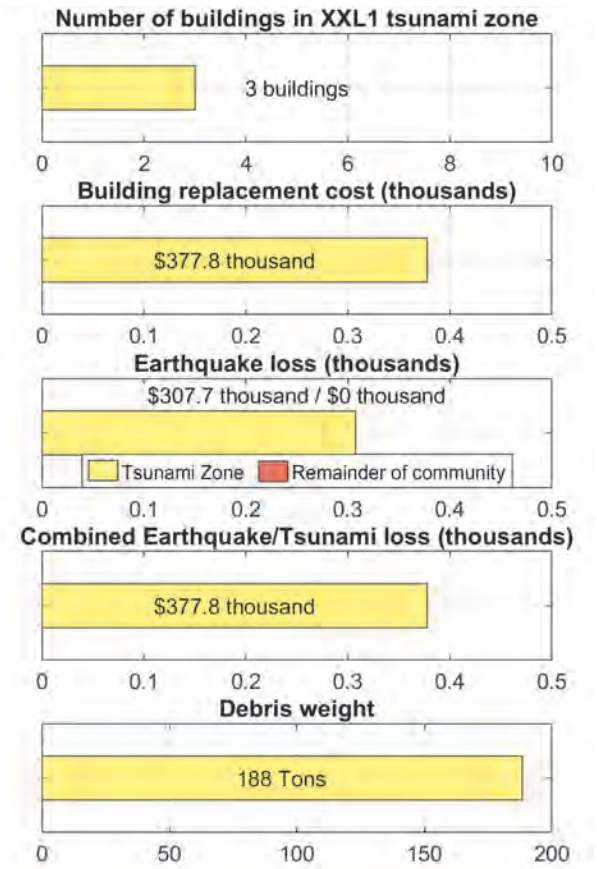 Number of buildings in XXL1 tsunami zone
3 buildings
0 2 4 6 8 10
Building replacement cost (thousands)
$377.8 thousand
0 0.1 0.2 0.3 0.4 0.5
Earthquake loss (thousands)
$307.7 thousand / $0 thousand
Tsunami Zone Remainder of community
0 0.1 0.2 0.3 0.4 0.5
Combined Earthquake/Tsunami loss (thousands)
$377.8 thousand
0 0.1 0.2 0.3 0.4 0.5
Debris weight
188 Tons
0 50 100 150 200